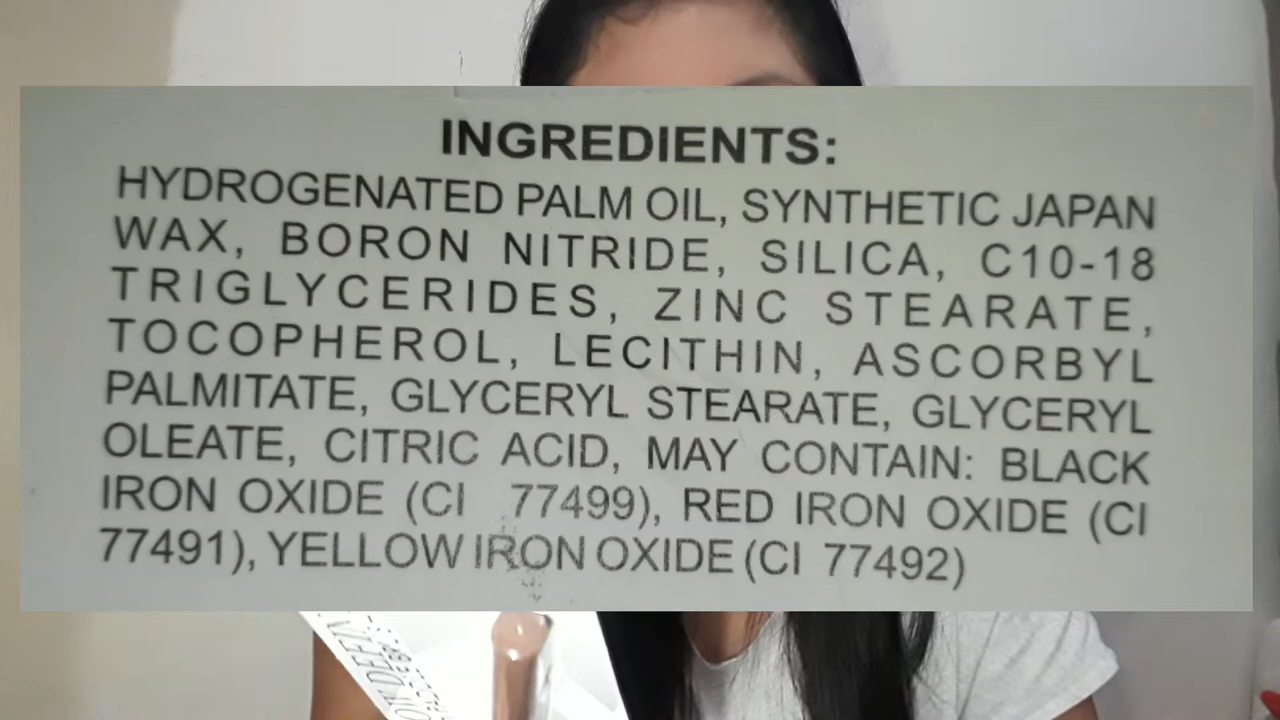 INGREDIENTS:
HYDROGENATED PALM OIL, SYNTHETIC JAPAN
WAX, BORON NITRIDE, SILICA, C10-18
TRIGLYCERIDES, ZINC STEARATE,
TOCOPHEROL, LECITHIN, ASCORBYL
PALMITATE, GLYCERYL STEARATE, GLYCERYL
OLEATE, CITRIC ACID, MAY CONTAIN: BLACK
IRON OXIDE (CI 77499), RED IRON OXIDE (CI
77491), YELLOW IRON OXIDE (CI 77492)